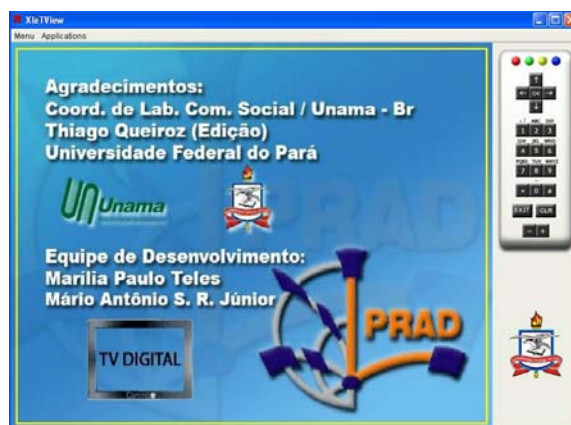 XleTView
Menu Applications
Agradecimentos:
Coord. de Lab. Com. Social / Unama - Br
Thiago Queiroz (Edição)
Universidade Federal do Pará
Unama
Equipe de Desenvolvimento:
Marília Paulo Teles
Mário Antônio S. R. Júnior
PRAD
TV DIGITAL
OK
1 2 3
4 5 6
7 8 9
* 0 #
EXIT CLR
- +